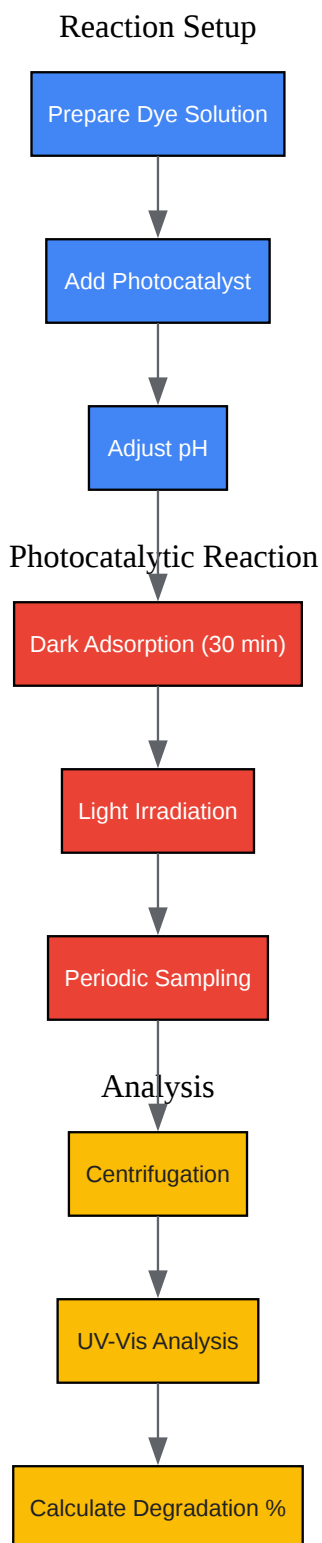 Reaction Setup
Prepare Dye Solution
Add Photocatalyst
Adjust pH
Photocatalytic Reaction
Dark Adsorption (30 min)
Light Irradiation
Periodic Sampling
Analysis
Centrifugation
UV-Vis Analysis
Calculate Degradation %